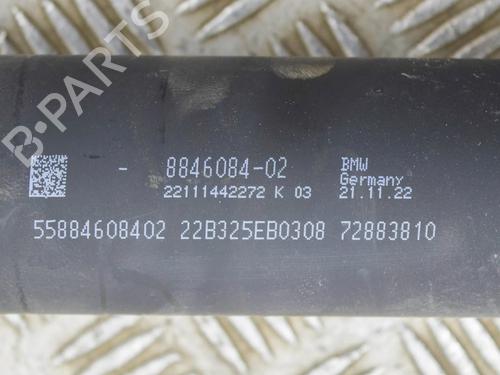 B-PARTS
- 8846084-02 BMW
Germany
22111442272 K 03 21.11.22
55884608402 22B325EB0308 72883810